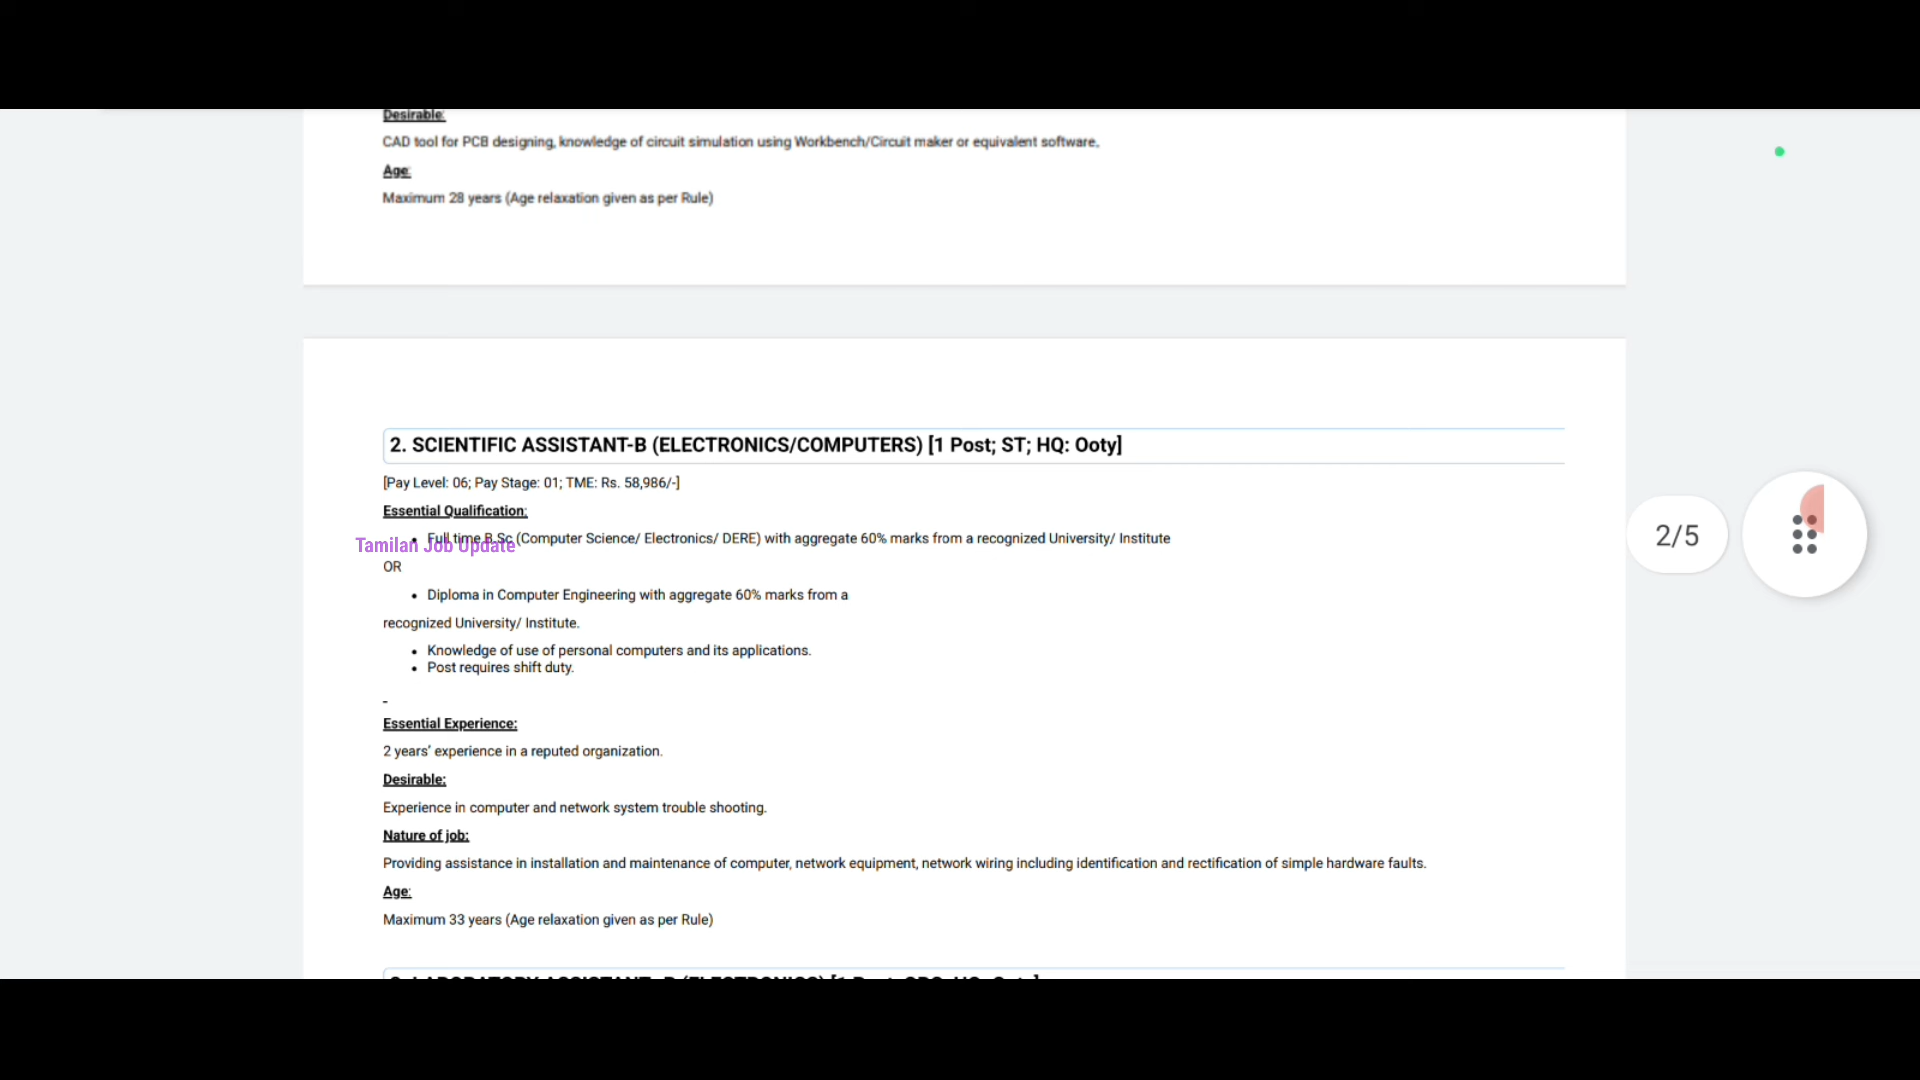 Desirable:
CAD tool for PCB designing, knowledge of circuit simulation using Workbench/Circuit maker or equivalent software.
Age:
Maximum 28 years (Age relaxation given as per Rule)
2. SCIENTIFIC ASSISTANT-B (ELECTRONICS/COMPUTERS) [1 Post; ST; HQ: Ooty]
[Pay Level: 06; Pay Stage: 01; TME: Rs. 58,986/-]
Essential Qualification:
• Full time B.Sc (Computer Science/ Electronics/ DERE) with aggregate 60% marks from a recognized University/ Institute
Tamilan Job Update
OR
• Diploma in Computer Engineering with aggregate 60% marks from a
recognized University/ Institute.
• Knowledge of use of personal computers and its applications.
• Post requires shift duty.
-
Essential Experience:
2 years’ experience in a reputed organization.
Desirable:
Experience in computer and network system trouble shooting.
Nature of job:
Providing assistance in installation and maintenance of computer, network equipment, network wiring including identification and rectification of simple hardware faults.
Age:
Maximum 33 years (Age relaxation given as per Rule)
2/5